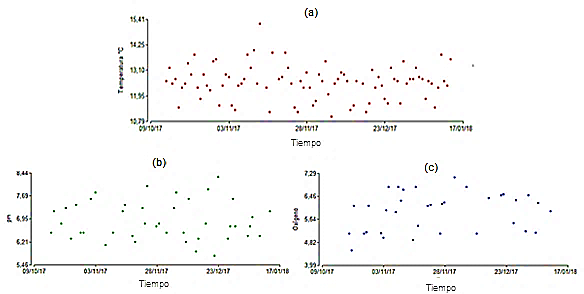 (a)
15,41
14,25
13,10
11,95
10,79
Temperatura °C
09/10/17 03/11/17 28/11/17 23/12/17 17/01/18
Tiempo
(b)
8,44
7,69
6,95
6,21
5,46
pH
09/10/17 03/11/17 28/11/17 23/12/17 17/01/18
Tiempo
(c)
7,29
6,46
5,64
4,82
3,99
Oxígeno
09/10/17 03/11/17 28/11/17 23/12/17 17/01/18
Tiempo